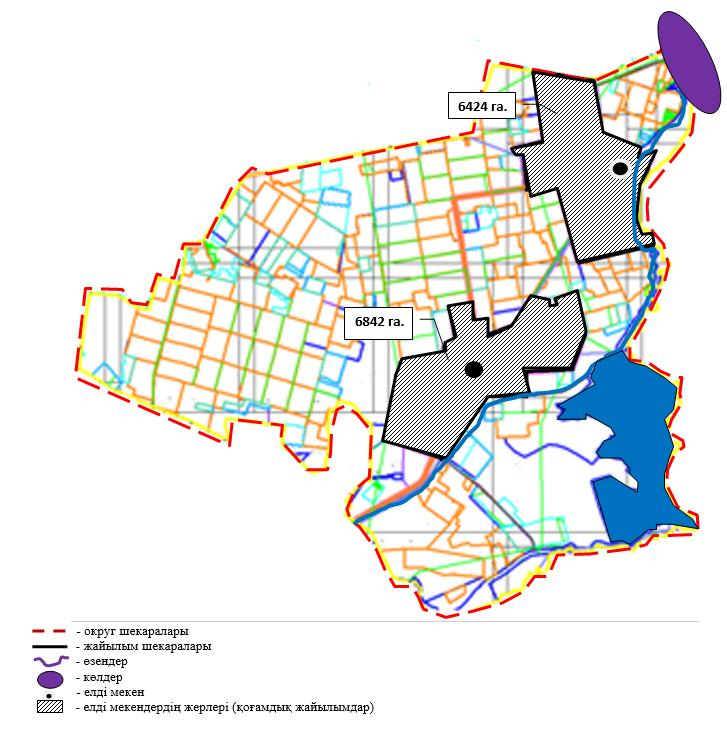 6424 га.
6842 га.
- округ шекаралары
- жайылым шекаралары
- өзендер
- көлдер
- елді мекен
- елді мекендердің жерлері (қоғамдық жайылымдар)